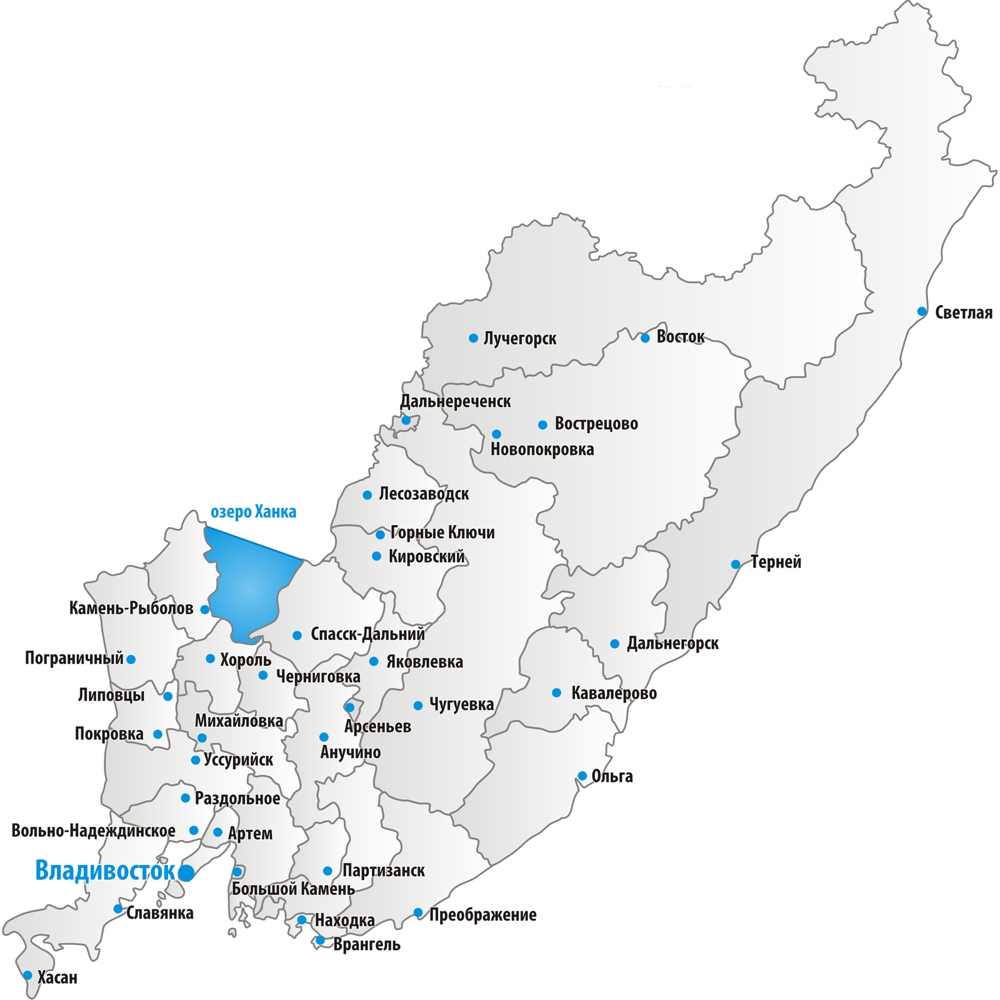 Светлая
Лучегорск
Восток
Дальнереченск
Вострецово
Новопокровка
Лесозаводск
озеро Ханка
Горные Ключи
Кировский
Терней
Камень-Рыболов
Спасск-Дальний
Дальнегорск
Пограничный
Хороль
Яковлевка
Черниговка
Липовцы
Кавалерово
Чугуевка
Михайловка
Арсеньев
Покровка
Анучино
Уссурийск
Ольга
Раздольное
Вольно-Надеждинское
Артем
Владивосток
Партизанск
Большой Камень
Славянка
Преображение
Находка
Врангель
Хасан